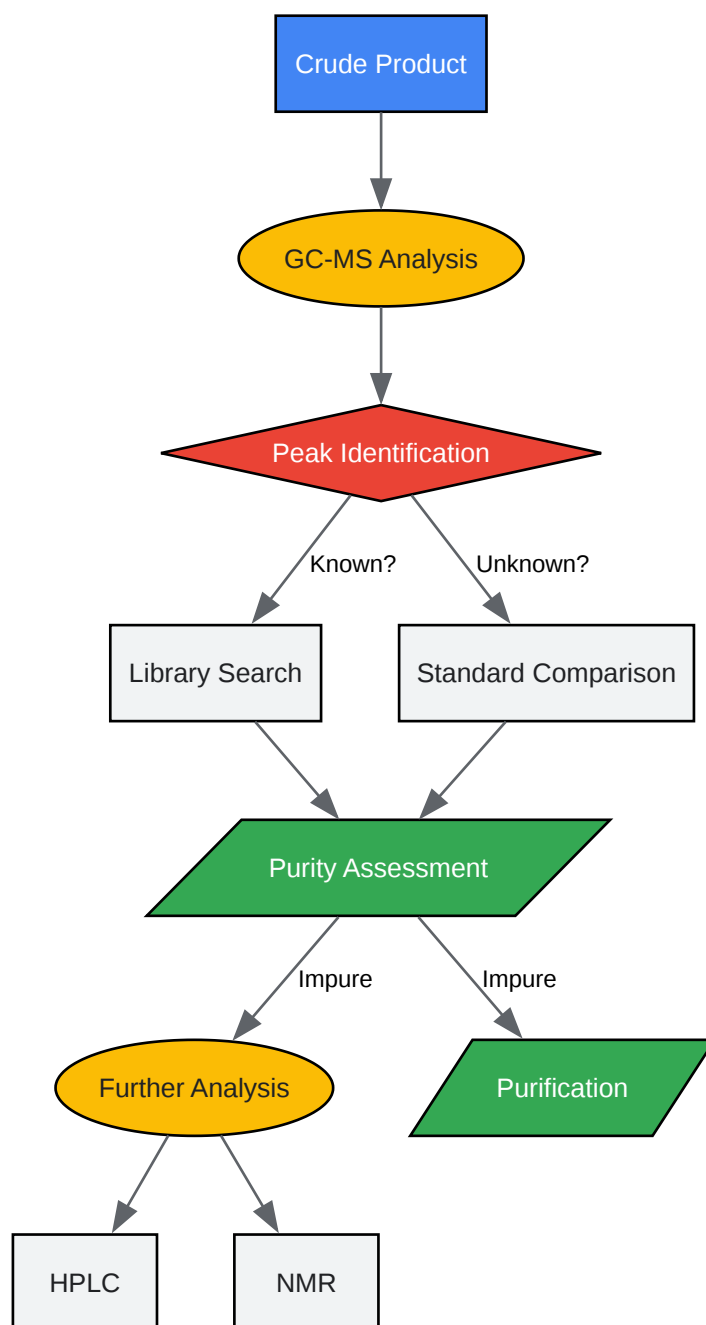 Crude Product
GC-MS Analysis
Peak Identification
Known?
Unknown?
Library Search
Standard Comparison
Purity Assessment
Impure
Impure
Further Analysis
Purification
HPLC
NMR